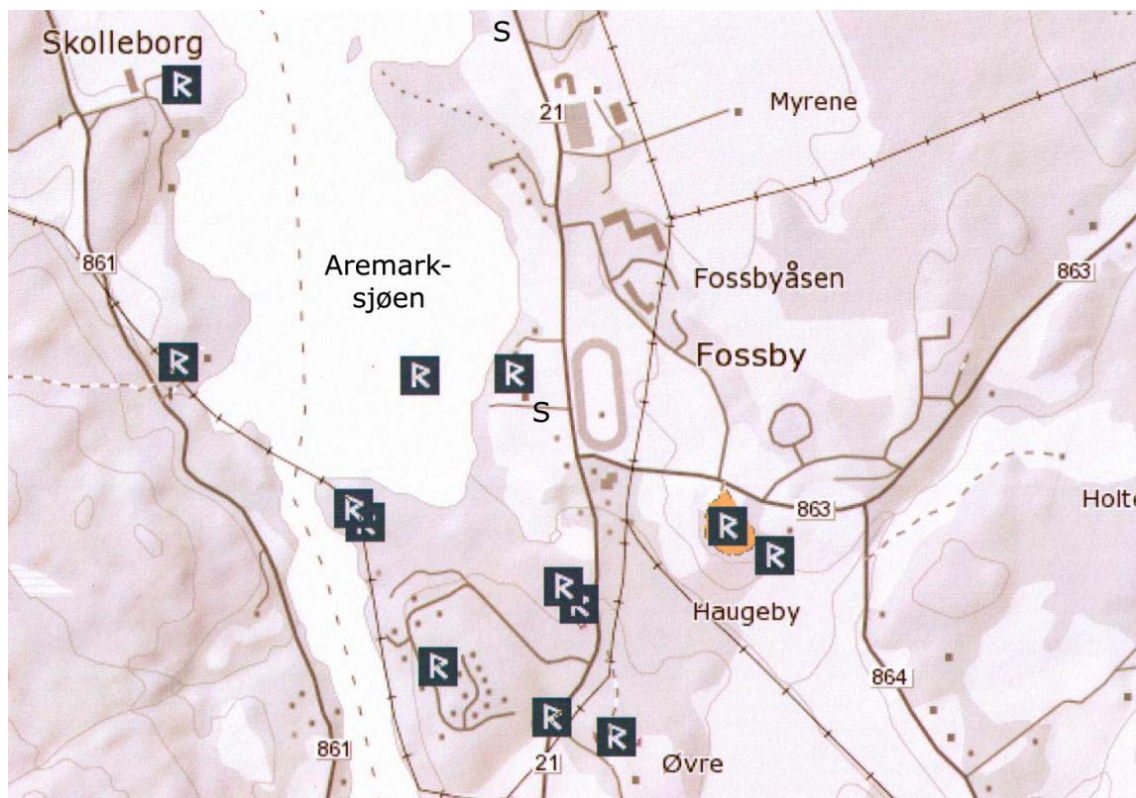 Skolleborg
S
21
Myrene
861
Aremark-
sjøen
863
Fossbyåsen
Fossby
S
863
Holte
Haugeby
864
861
21
Øvre